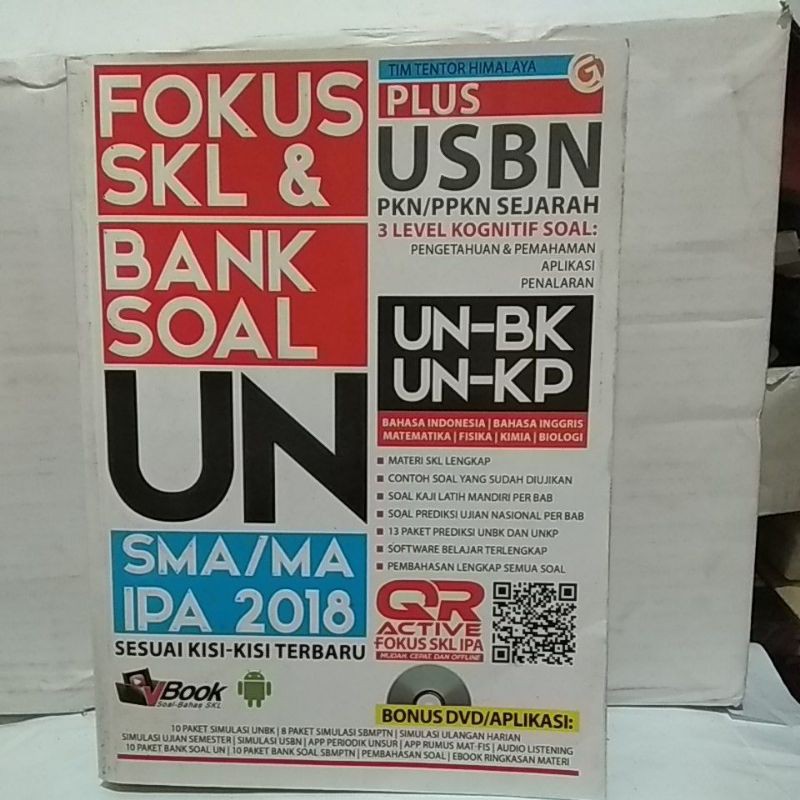 FOKUS
SKL &
BANK
SOAL
UN
SMA/MA
IPA 2018
SESUAI KISI-KISI TERBARU
VBook
Soal-Bahas SKL
TIM TENTOR HIMALAYA
PLUS
USBN
PKN/PPKN SEJARAH
3 LEVEL KOGNITIF SOAL:
PENGETAHUAN & PEMAHAMAN
APLIKASI
PENALARAN
UN-BK
UN-KP
BAHASA INDONESIA | BAHASA INGGRIS
MATEMATIKA | FISIKA | KIMIA | BIOLOGI
MATERI SKL LENGKAP
CONTOH SOAL YANG SUDAH DIUJIKAN
SOAL KAJI LATIH MANDIRI PER BAB
SOAL PREDIKSI UJIAN NASIONAL PER BAB
13 PAKET PREDIKSI UNBK DAN UNKP
SOFTWARE BELAJAR TERLENGKAP
PEMBAHASAN LENGKAP SEMUA SOAL
QR
ACTIVE
FOKUS SKL IPA
MUDAH, CEPAT, DAN OFFLINE
BONUS DVD/APLIKASI:
10 PAKET SIMULASI UNBK | 8 PAKET SIMULASI SBMPTN | SIMULASI ULANGAN HARIAN
SIMULASI UJIAN SEMESTER | SIMULASI USBN | APP PERIODIK UNSUR | APP RUMUS MAT-FIS | AUDIO LISTENING
10 PAKET BANK SOAL UN | 10 PAKET BANK SOAL SBMPTN | PEMBAHASAN SOAL | EBOOK RINGKASAN MATERI